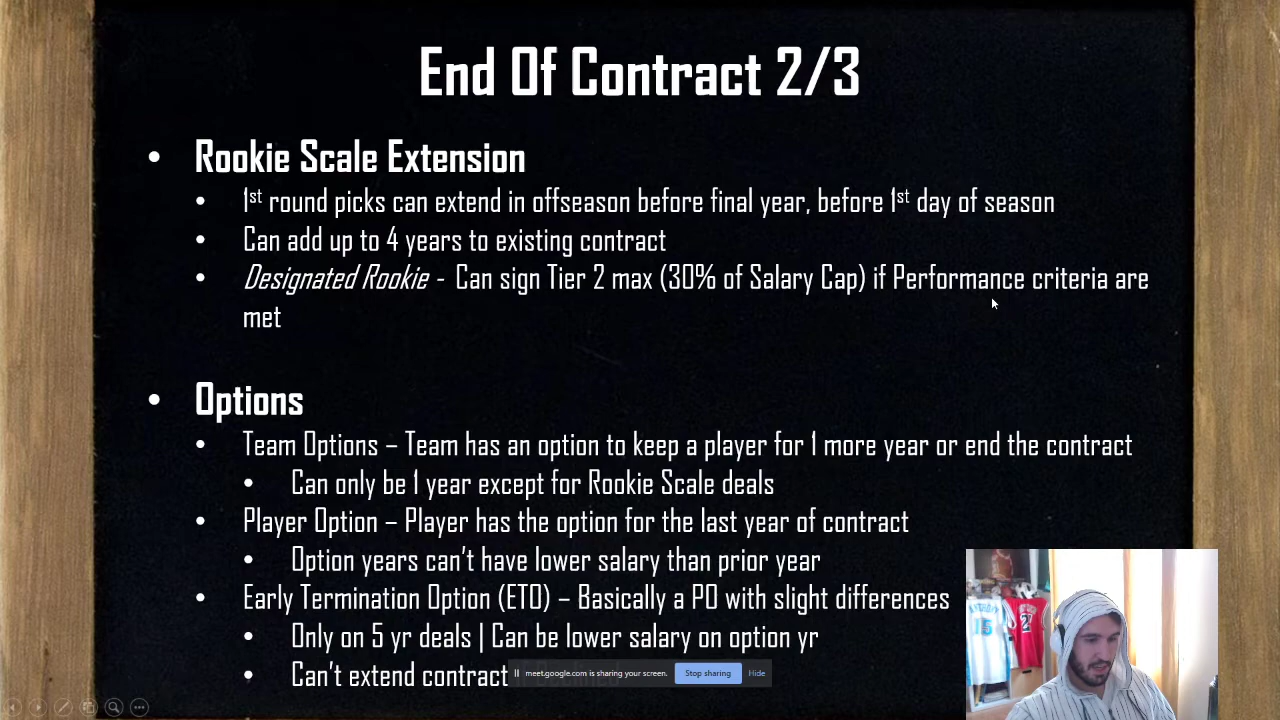 End Of Contract 2/3
• Rookie Scale Extension
• 1st round picks can extend in offseason before final year, before 1st day of season
• Can add up to 4 years to existing contract
• Designated Rookie - Can sign Tier 2 max (30% of Salary Cap) if Performance criteria are
met
• Options
• Team Options – Team has an option to keep a player for 1 more year or end the contract
• Can only be 1 year except for Rookie Scale deals
• Player Option – Player has the option for the last year of contract
• Option years can't have lower salary than prior year
• Early Termination Option (ETO) – Basically a PO with slight differences
• Only on 5 yr deals | Can be lower salary on option yr
• Can't extend contract
meet.google.com is sharing your screen. Stop sharing Hide
15